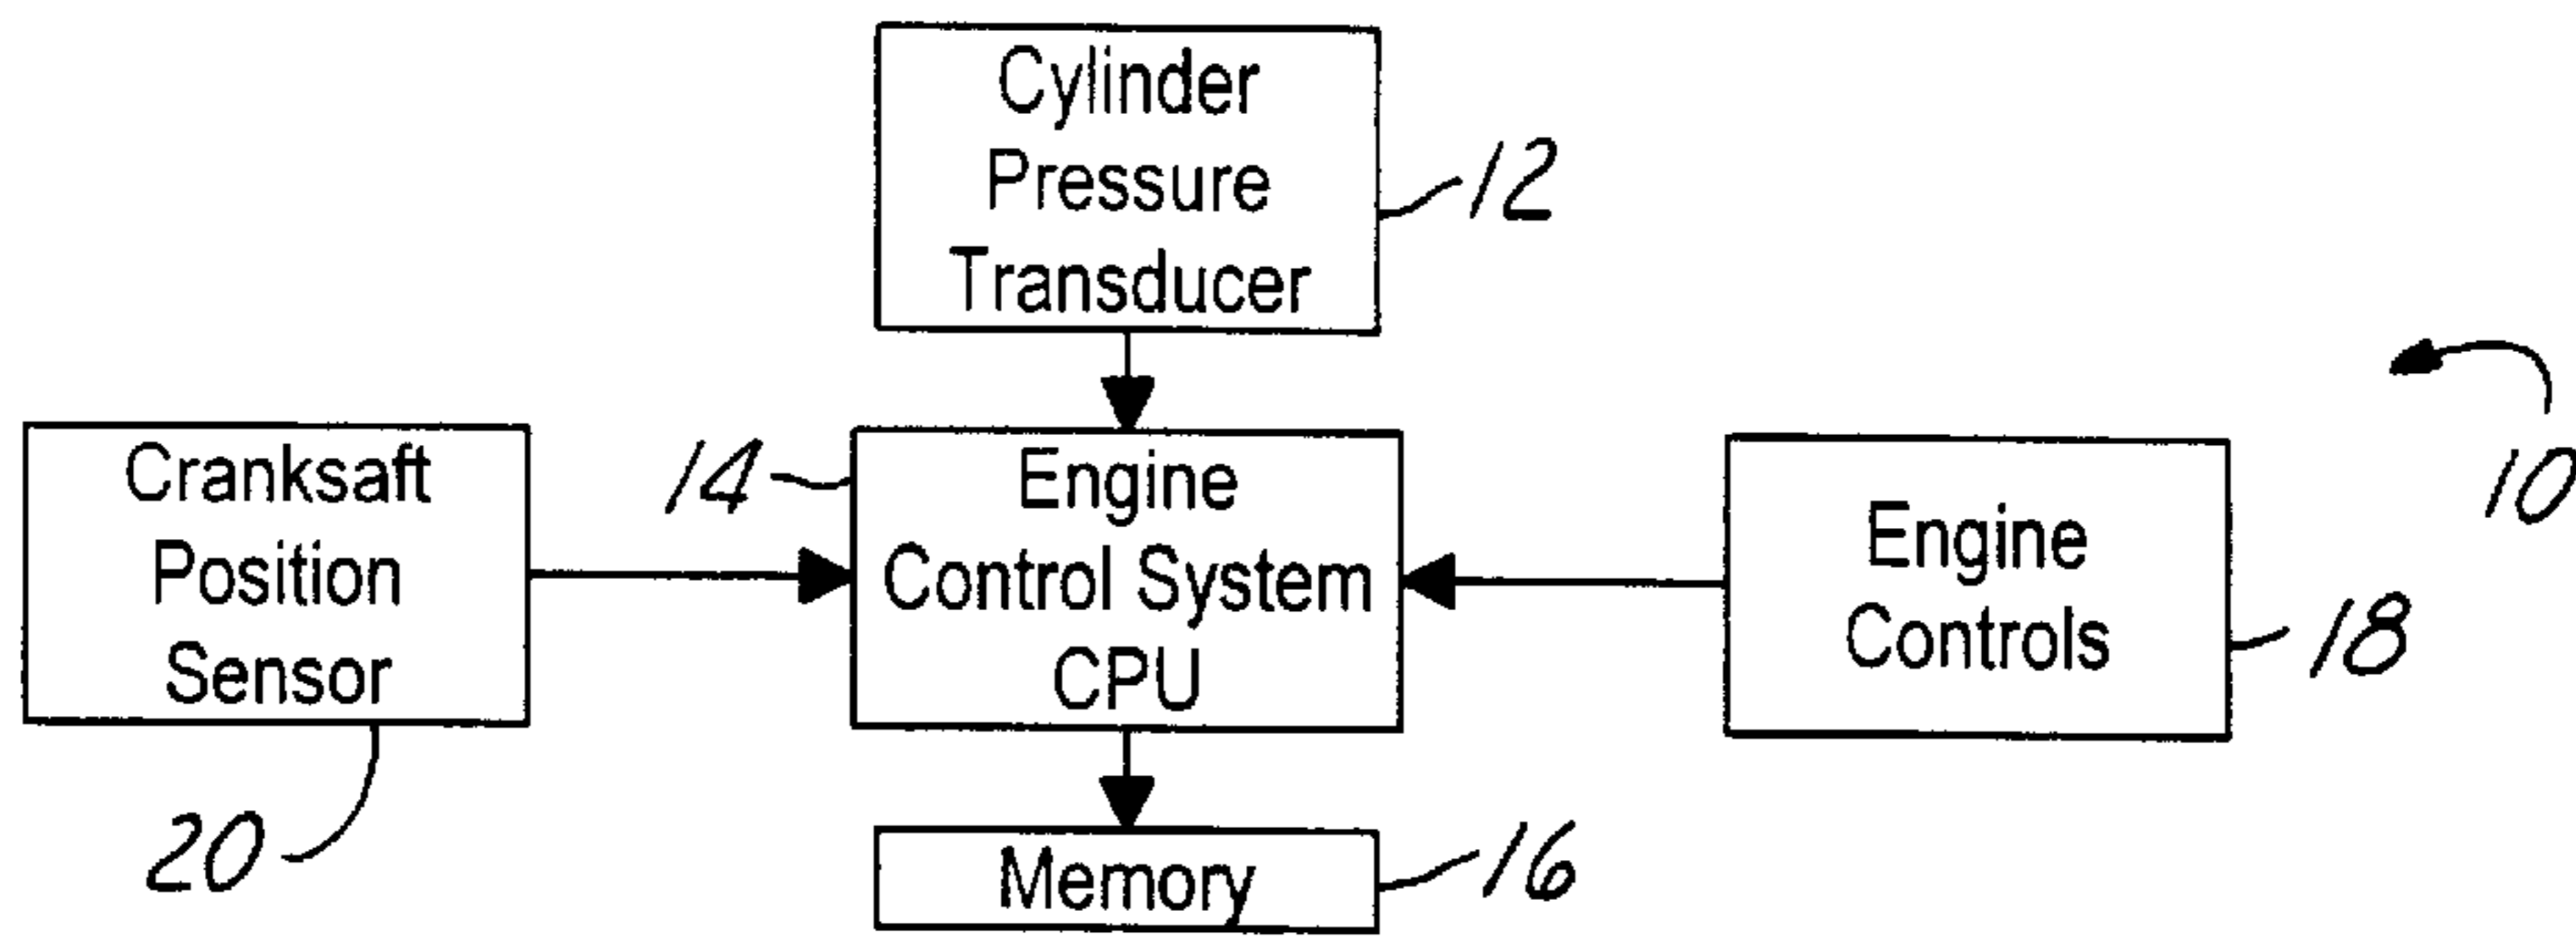 Cylinder
Pressure
Transducer
12
10
Cranksaft
Position
Sensor
20
14
Engine
Control System
CPU
Engine
Controls
18
Memory
16